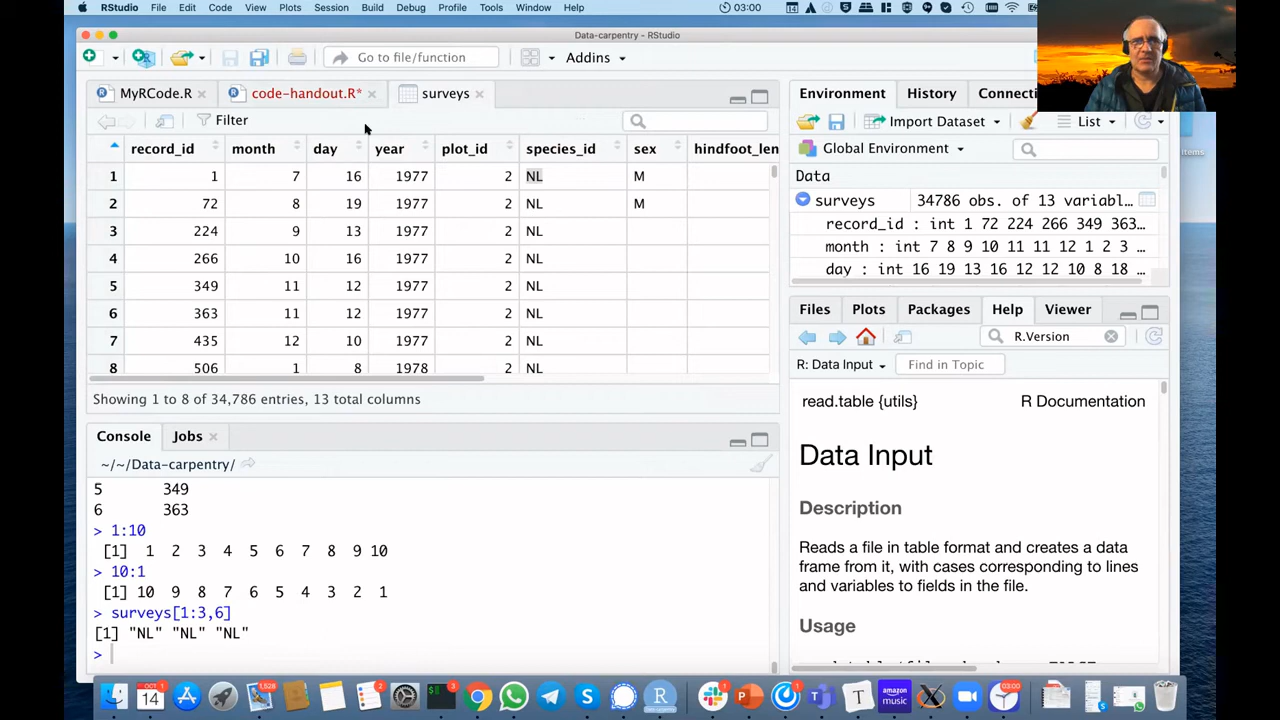 RStudio File Edit Code View Plots Session Build Debug Profile Tools Window Help 03:00
Data-carpentry - RStudio
Go to file/function Addins
MyRCode.R code-handout.R* surveys
Filter
record_id month day year plot_id species_id sex hindfoot_len
1 1 7 16 1977 2 NL M
2 72 8 19 1977 2 NL M
3 224 9 13 1977 2 NL
4 266 10 16 1977 2 NL
5 349 11 12 1977 2 NL
6 363 11 12 1977 2 NL
7 435 12 10 1977 2 NL
8 506 1 8 1977 NL
Showing 1 to 8 of 34,786 entries, 13 total columns
Console Jobs
~/~/Data-carpentry/
5 349
6 363
> 1:10
[1] 1 2 3 4 5 6 7 8 9 10
> 10:1
[1] 10 9 8 7 6 5 4 3 2 1
> surveys[1:3,6]
[1] "NL" "NL" "NL"
>
Environment History Connecti
Import Dataset List
Global Environment
Data
surveys 34786 obs. of 13 variabl…
record_id : int 1 72 224 266 349 363…
month : int 7 8 9 10 11 11 12 1 2 3 …
day : int 16 19 13 16 12 12 10 8 18 …
Files Plots Packages Help Viewer
R Version
R: Data Input Topic
read.table {utils} R Documentation
Data Input
Description
Reads a file in table format and creates a data
frame from it, with cases corresponding to lines
and variables to fields in the file.
Usage
amazon
music
03:00
items